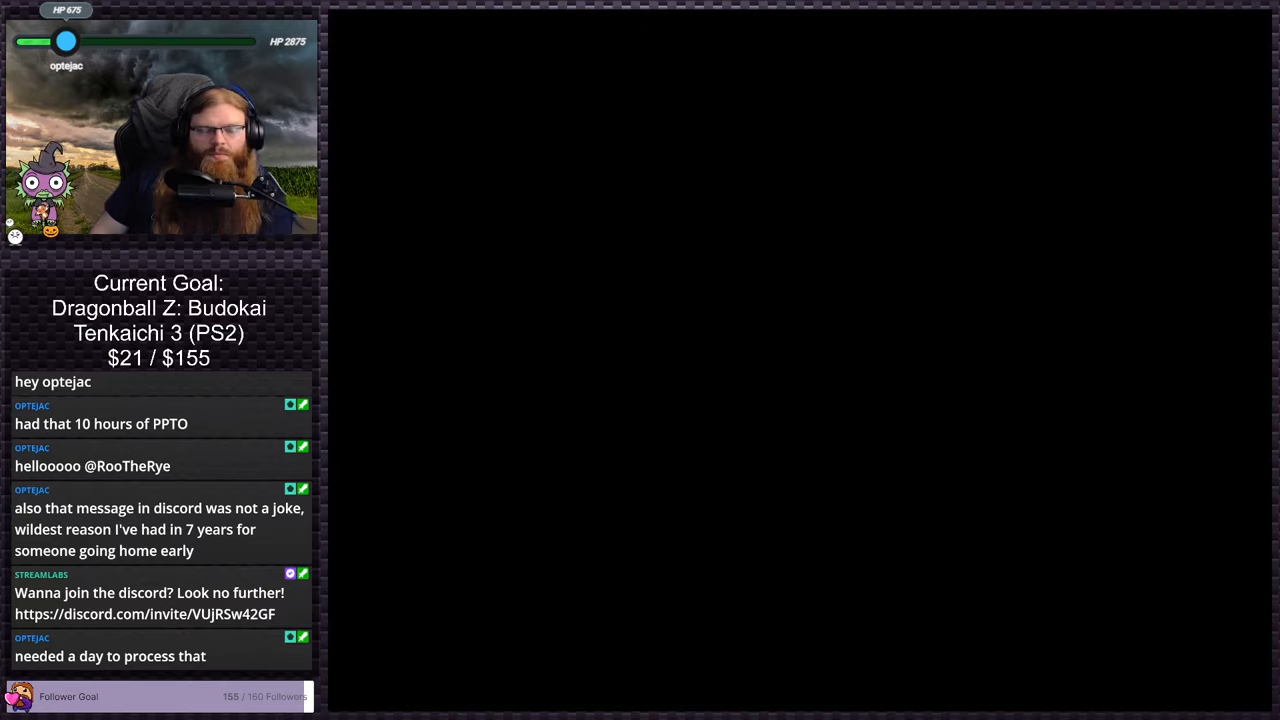 HP 675
HP 2875
optejac
Current Goal:
Dragonball Z: Budokai
Tenkaichi 3 (PS2)
$21 / $155
hey optejac
OPTEJAC
had that 10 hours of PPTO
OPTEJAC
hellooooo @RooTheRye
OPTEJAC
also that message in discord was not a joke,
wildest reason I've had in 7 years for
someone going home early
STREAMLABS
Wanna join the discord? Look no further!
https://discord.com/invite/VUjRSw42GF
OPTEJAC
needed a day to process that
Follower Goal
155 / 160 Followers